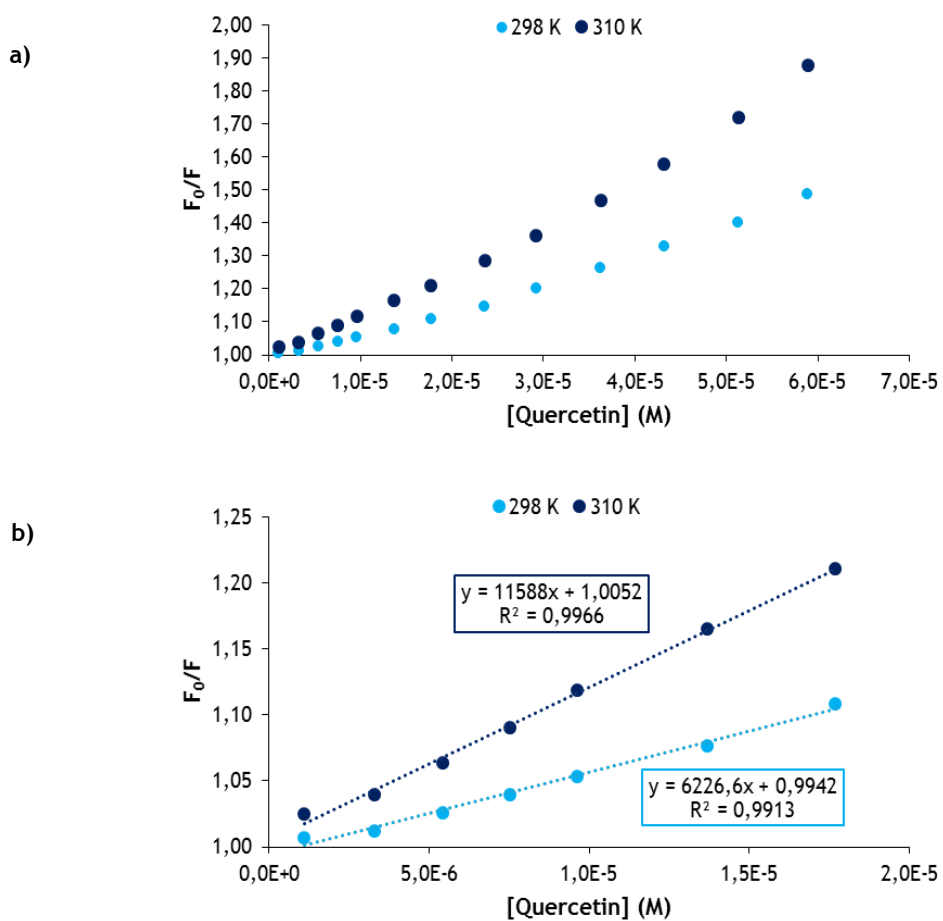 a)
298 K 310 K
2,00
1,90
1,80
1,70
1,60
1,50
1,40
1,30
1,20
1,10
1,00
F₀/F
0,0E+0 1,0E-5 2,0E-5 3,0E-5 4,0E-5 5,0E-5 6,0E-5 7,0E-5
[Quercetin] (M)
b)
298 K 310 K
1,25
1,20
1,15
1,10
1,05
1,00
F₀/F
y = 11588x + 1,0052
R² = 0,9966
y = 6226,6x + 0,9942
R² = 0,9913
0,0E+0 5,0E-6 1,0E-5 1,5E-5 2,0E-5
[Quercetin] (M)